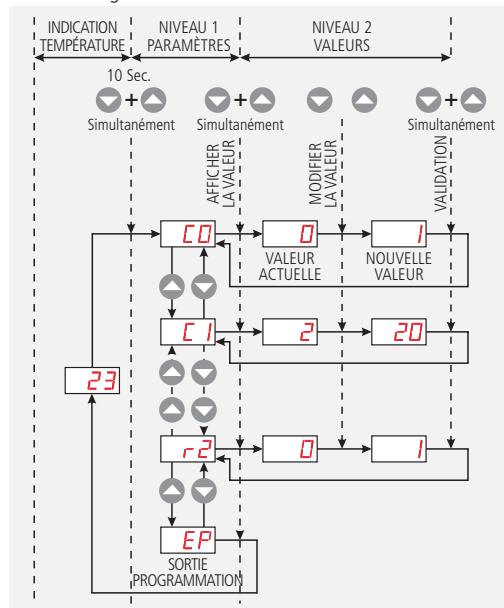 INDICATION TEMPÉRATURE
NIVEAU 1 PARAMÈTRES
NIVEAU 2 VALEURS
10 Sec.
+
+
+
Simultanément
Simultanément
Simultanément
AFFICHER LA VALEUR
MODIFIER LA VALEUR
VALIDATION
C0
0
1
VALEUR ACTUELLE
NOUVELLE VALEUR
C1
2
20
23
r2
0
1
EP
SORTIE PROGRAMMATION